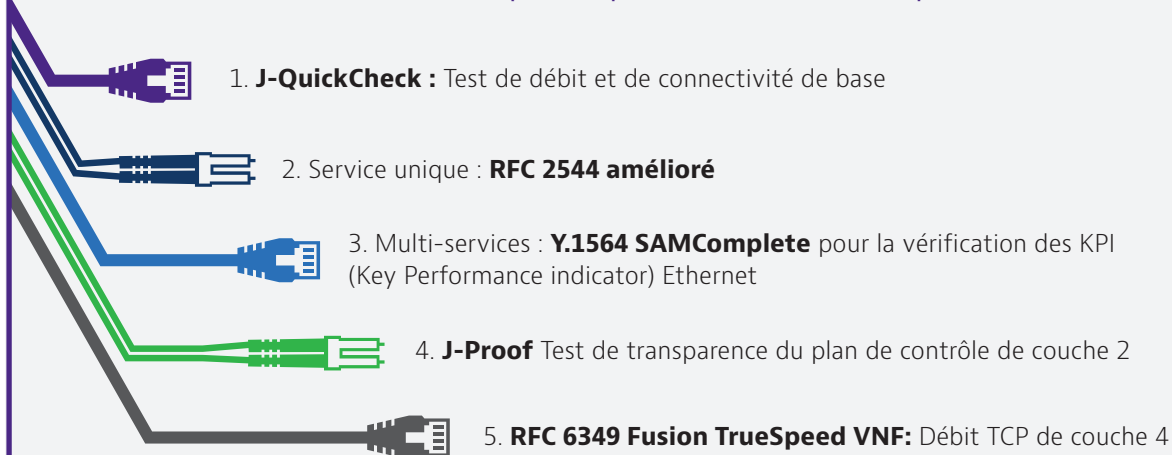 1. J-QuickCheck : Test de débit et de connectivité de base
2. Service unique : RFC 2544 amélioré
3. Multi-services : Y.1564 SAMComplete pour la vérification des KPI
(Key Performance indicator) Ethernet
4. J-Proof Test de transparence du plan de contrôle de couche 2
5. RFC 6349 Fusion TrueSpeed VNF: Débit TCP de couche 4